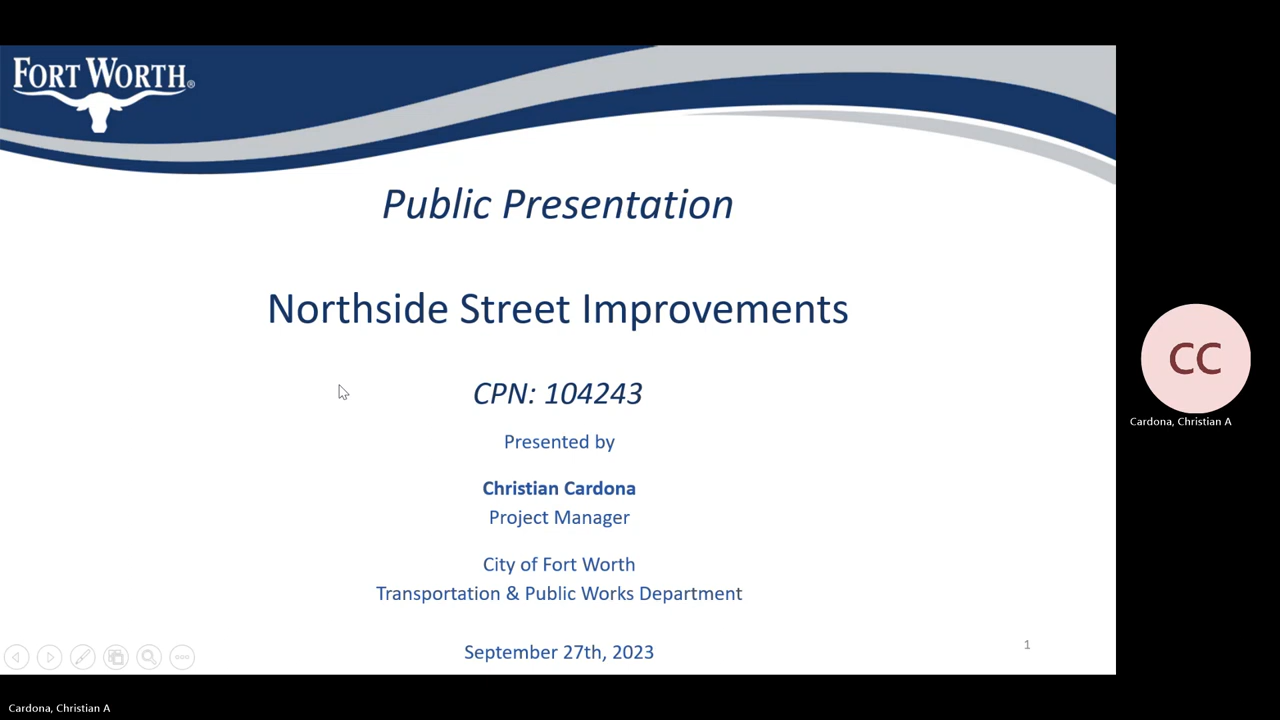 FORT WORTH®
Public Presentation
Northside Street Improvements
CPN: 104243
Presented by
Christian Cardona
Project Manager
City of Fort Worth
Transportation & Public Works Department
September 27th, 2023
1
CC
Cardona, Christian A
Cardona, Christian A